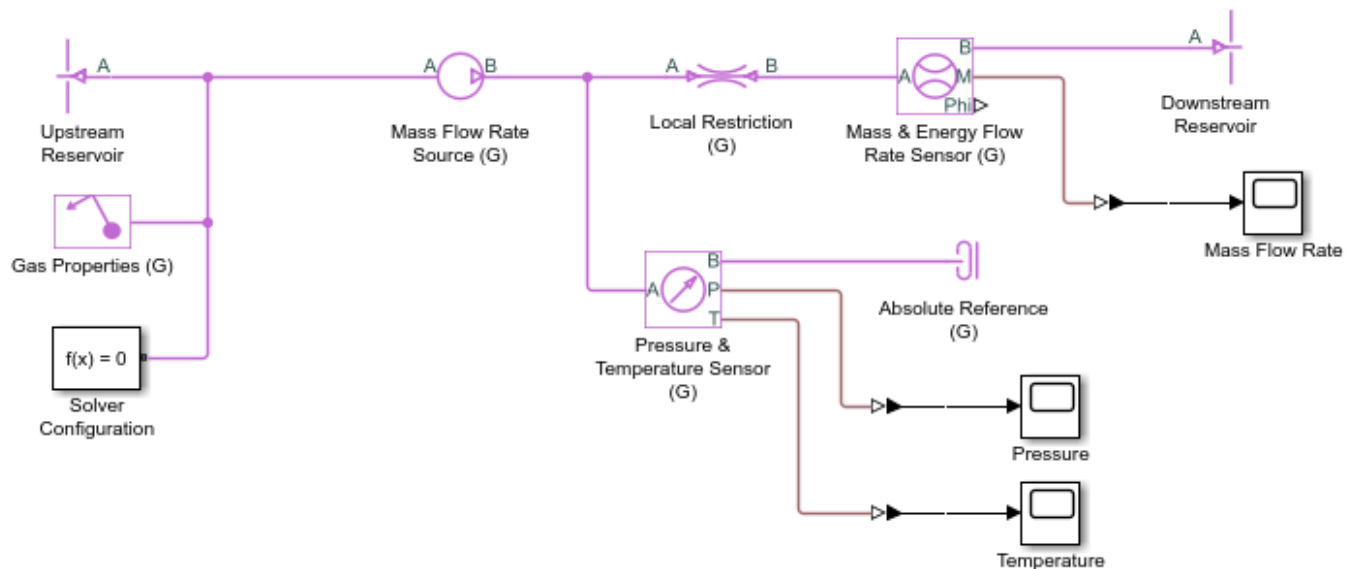 A
Upstream
Reservoir
A
B
Mass Flow Rate
Source (G)
A
B
Local Restriction
(G)
A
B
M
Phi
Mass & Energy Flow
Rate Sensor (G)
A
Downstream
Reservoir
Mass Flow Rate
Gas Properties (G)
f(x) = 0
Solver
Configuration
A
B
P
T
Pressure &
Temperature Sensor
(G)
Absolute Reference
(G)
Pressure
Temperature